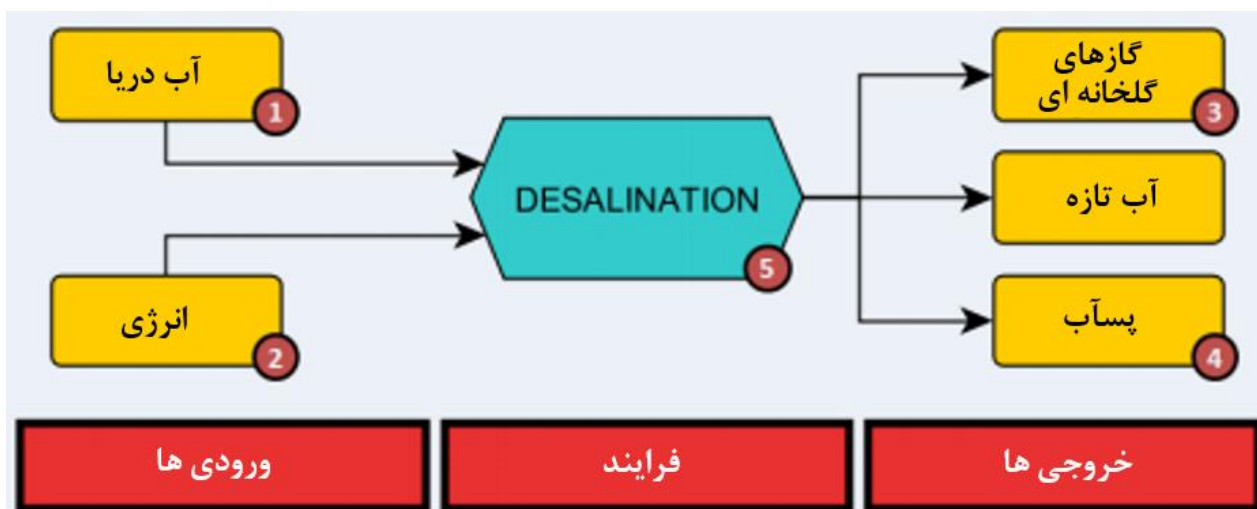 آب دریا
1
گازهای
گلخانه ای
3
DESALINATION
5
آب تازه
انرژی
2
پسآب
4
ورودی ها
فرایند
خروجی ها